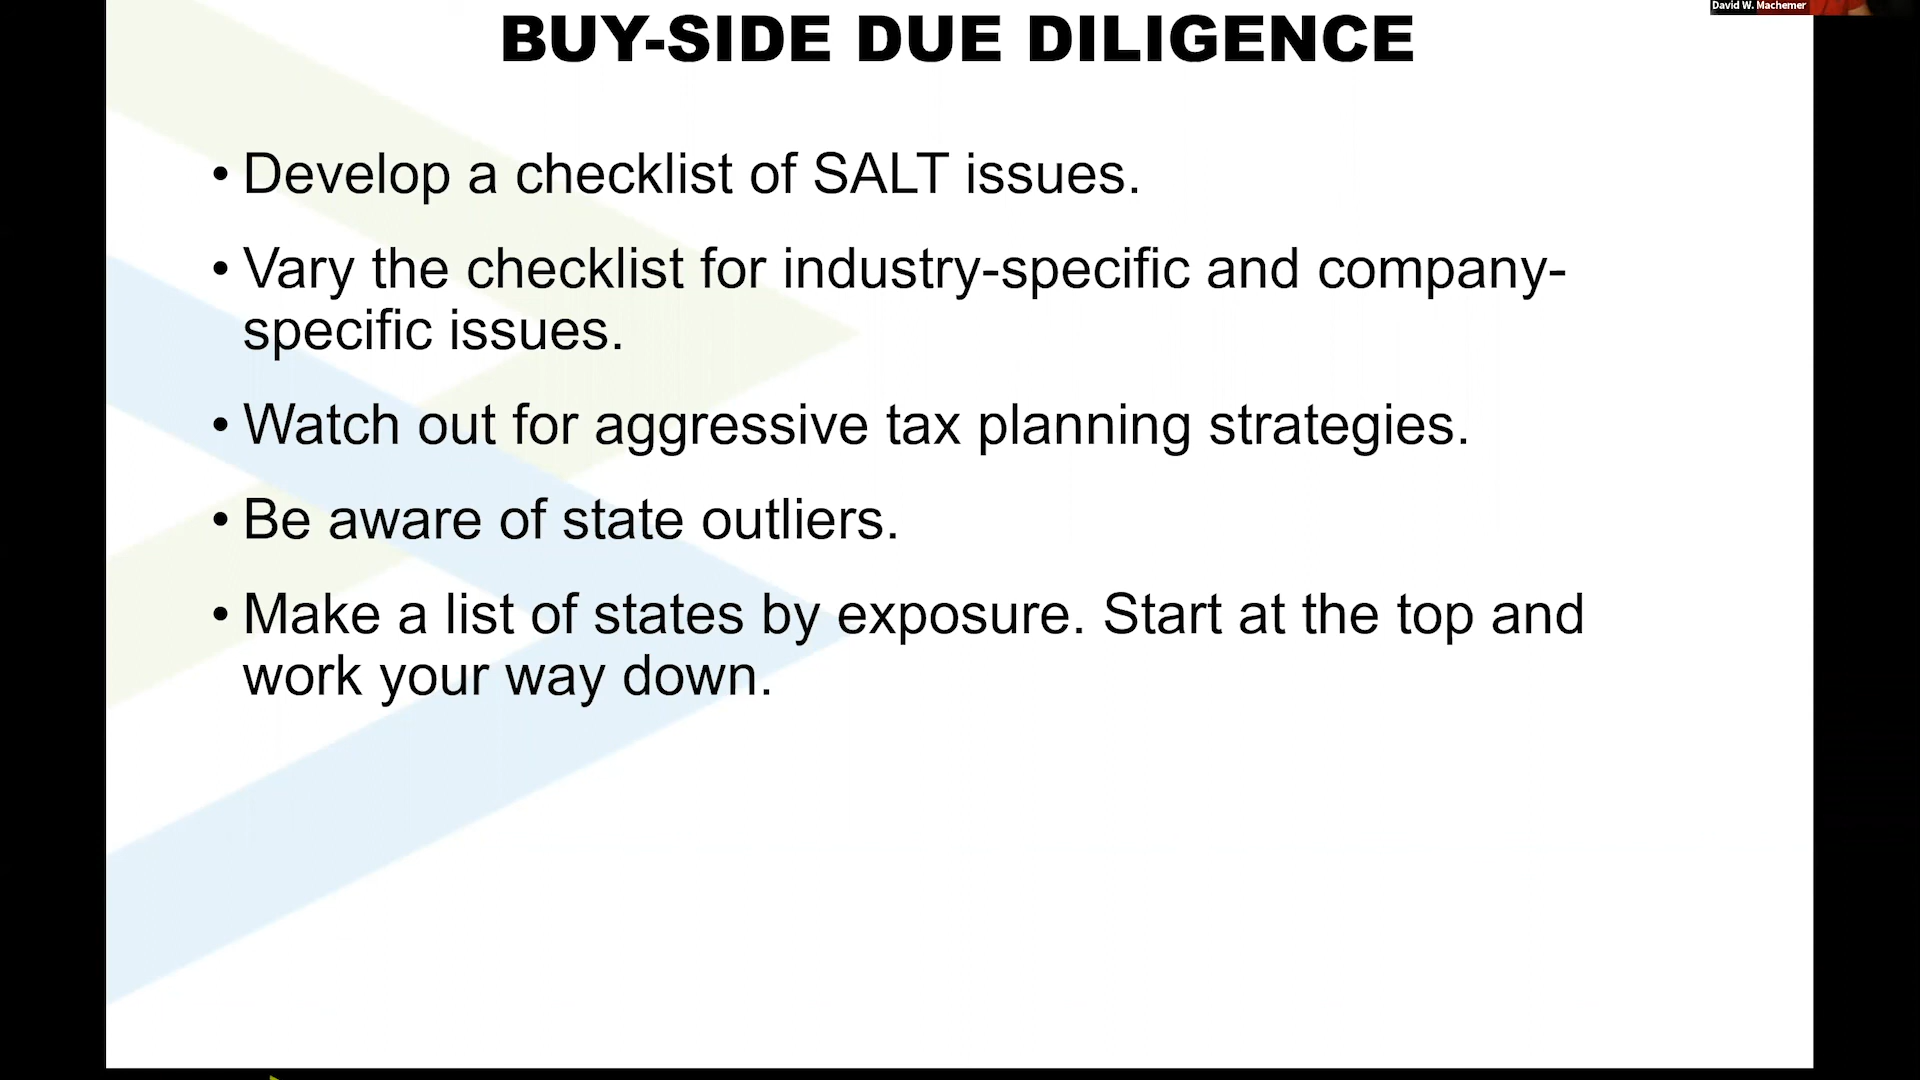 David W. Machemer
BUY-SIDE DUE DILIGENCE
• Develop a checklist of SALT issues.
• Vary the checklist for industry-specific and company-
specific issues.
• Watch out for aggressive tax planning strategies.
• Be aware of state outliers.
• Make a list of states by exposure. Start at the top and
work your way down.